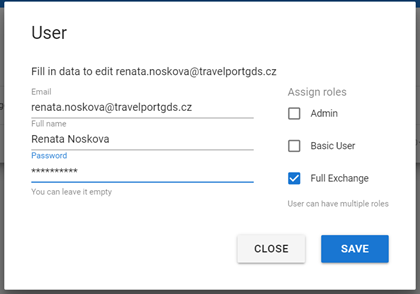 User
Fill in data to edit renata.noskova@travelportgds.cz
Email
renata.noskova@travelportgds.cz
Full name
Renata Noskova
Password
**********
You can leave it empty
Assign roles
Admin
Basic User
Full Exchange
User can have multiple roles
CLOSE
SAVE